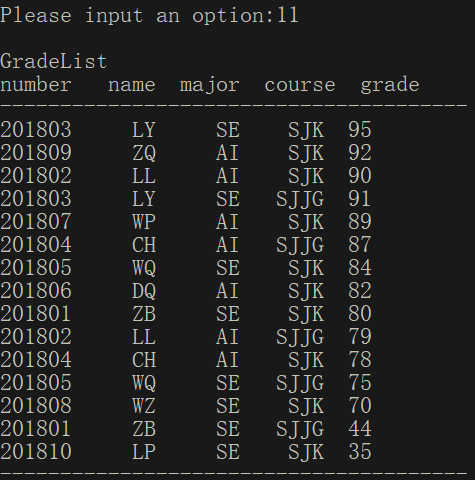 Please input an option:11
GradeList
number name major course grade
---------------------------------------
201803 LY SE SJK 95
201809 ZQ AI SJK 92
201802 LL AI SJK 90
201803 LY SE SJJG 91
201807 WP AI SJK 89
201804 CH AI SJJG 87
201805 WQ SE SJK 84
201806 DQ AI SJK 82
201801 ZB SE SJK 80
201802 LL AI SJJG 79
201804 CH AI SJK 78
201805 WQ SE SJJG 75
201808 WZ SE SJK 70
201801 ZB SE SJJG 44
201810 LP SE SJK 35
---------------------------------------